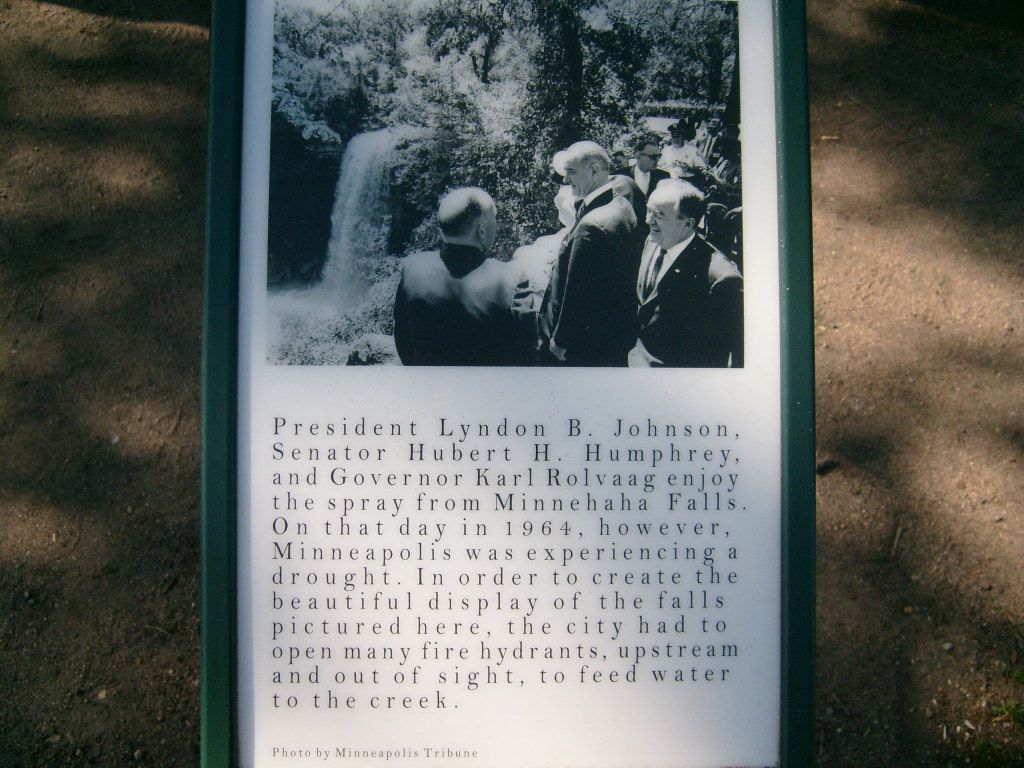 President Lyndon B. Johnson,
Senator Hubert H. Humphrey,
and Governor Karl Rolvaag enjoy
the spray from Minnehaha Falls.
On that day in 1964, however,
Minneapolis was experiencing a
drought. In order to create the
beautiful display of the falls
pictured here, the city had to
open many fire hydrants, upstream
and out of sight, to feed water
to the creek.
Photo by Minneapolis Tribune